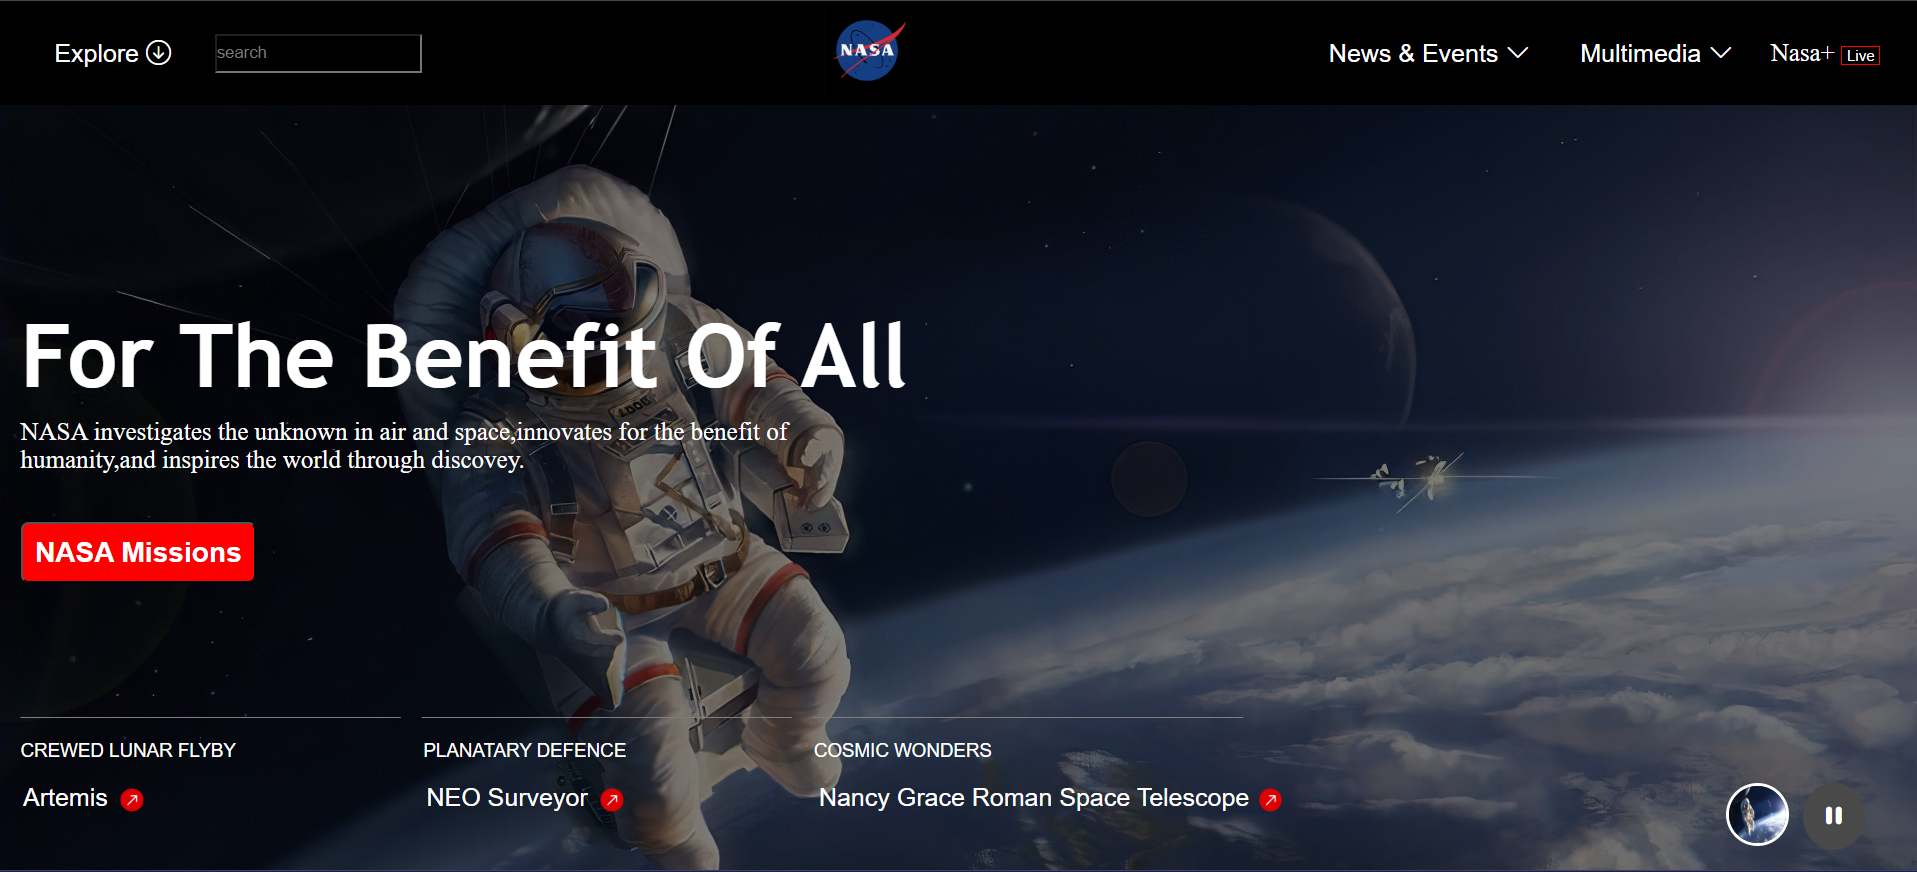 Explore
search
NASA
News & Events
Multimedia
Nasa+ Live
For The Benefit Of All
NASA investigates the unknown in air and space,innovates for the benefit of
humanity,and inspires the world through discovey.
NASA Missions
CREWED LUNAR FLYBY
Artemis
PLANATARY DEFENCE
NEO Surveyor
COSMIC WONDERS
Nancy Grace Roman Space Telescope